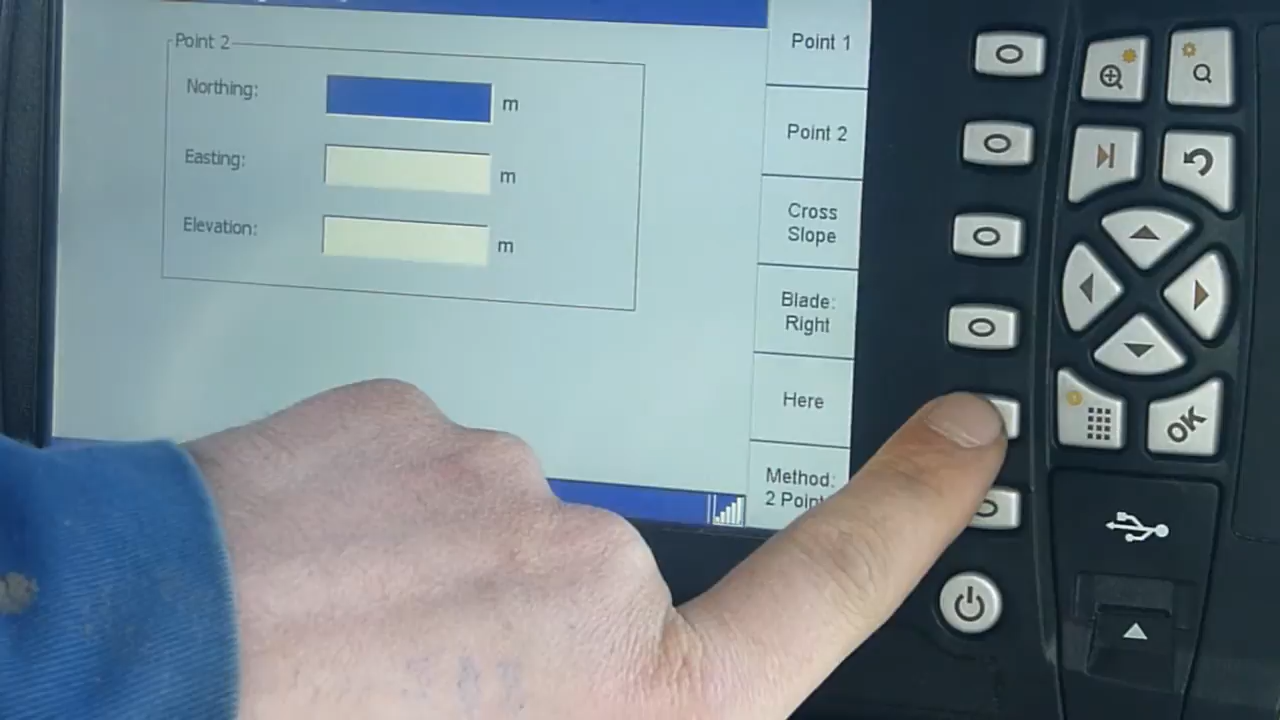 Point 2
Northing:
m
Easting:
m
Elevation:
m
Point 1
Point 2
Cross
Slope
Blade:
Right
Here
Method:
2 Point
OK